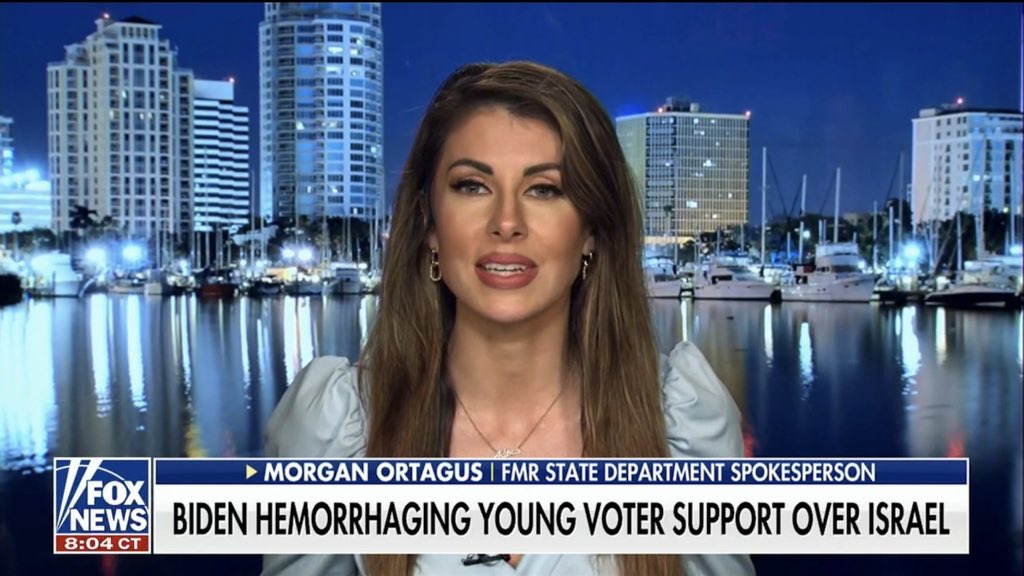 MORGAN ORTAGUS | FMR STATE DEPARTMENT SPOKESPERSON
FOX
NEWS
BIDEN HEMORRHAGING YOUNG VOTER SUPPORT OVER ISRAEL
8:04 CT